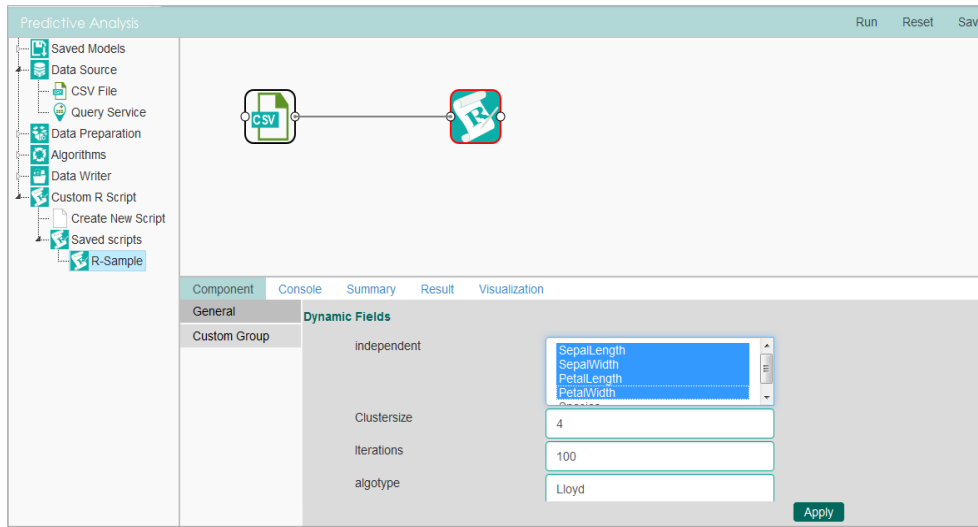 Predictive Analysis
Run Reset Sav
Saved Models
Data Source
CSV File
Query Service
Data Preparation
Algorithms
Data Writer
Custom R Script
Create New Script
Saved scripts
R-Sample
CSV
R
Component Console Summary Result Visualization
General
Custom Group
Dynamic Fields
independent
SepalLength
SepalWidth
PetalLength
PetalWidth
Clustersize
4
Iterations
100
algotype
Lloyd
Apply